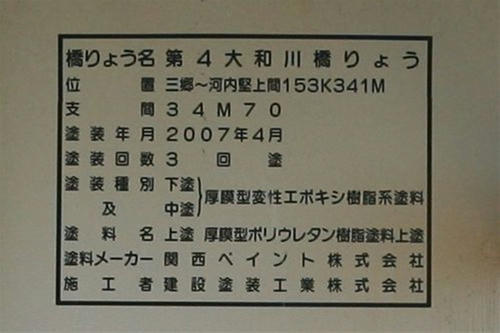 橋りょう名 第4大和川橋りょう
位置 三郷～河内堅上間153K341M
支間 34M70
塗装年月 2007年4月
塗装回数 3回塗
塗装種別 下塗
及 中塗 厚膜型変性エポキシ樹脂系塗料
塗料名 上塗 厚膜型ポリウレタン樹脂塗料上塗
塗料メーカー 関西ペイント株式会社
施工者 建設塗装工業株式会社